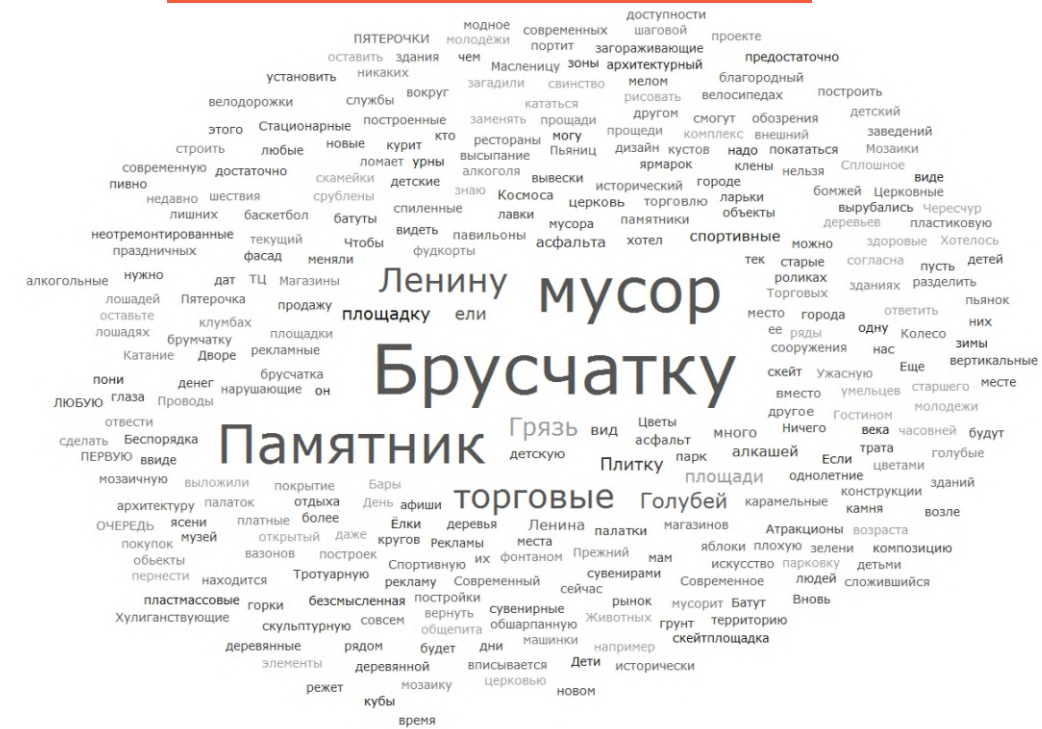 доступности
модное современных шаговой
ПЯТЕРОЧКИ молодёжи портит загораживающие проекте
оставить здания чем Масленицу зоны архитектурный предостаточно
установить никаких загадили свинство мелом благородный
велодорожки службы вокруг кататься рисовать велосипедах построить
этого Стационарные построенные заменять прощади другом смогут обозрения детский
строить любые новые курит кто рестораны могу прощеди комплекс внешний заведений
современную достаточно ломает урны высыпание Пьяниц дизайн кустов надо покататься Мозаики
пивно скамейки детские алкоголя вывески ярмарок клены нельзя Сплошное виде
недавно шествия срублены знаю Космоса исторический городе бомжей Церковные
лишних баскетбол батуты спиленные лавки церковь торговлю ларьки объекты вырубались Чересчур
неотремонтированные текущий Чтобы видеть павильоны мусора памятники деревьев пластиковую
праздничных фасад меняли фудкорты асфальта хотел спортивные можно здоровые Хотелось
алкогольные нужно дат ТЦ Магазины Ленину мусор тек старые согласна пусть детей
роликах зданиях разделить
лошадей Пятерочка продажу площадку ели Торговых пьянок
оставьте клумбах место города ответить них
лошадях брумчатку площадки ее ряды одну Колесо зимы
Катание Дворе рекламные Брусчатку сооружения нас Еще вертикальные
пони денег брусчатка скейт Ужасную
ЛЮБУЮ глаза Проводы нарушающие он вместо умельцев старшего месте
отвести Цветы другое Гостином молодежи
сделать Беспорядка Памятник Грязь вид асфальт много Ничего века часовней будут
ПЕРВУЮ ввиде детскую Плитку парк алкашей Если трата голубые
мозаичную выложили покрытие Бары площади однолетние цветами зданий
архитектуру палаток отдыха День афиши торговые Голубей карамельные конструкции камня возле
ОЧЕРЕДЬ ясени платные более Ёлки деревья Ленина палатки магазинов Атракционы возраста
покупок музей открытий даже кругов Рекламы места яблоки плохую зелени композицию
обьекты вазонов построек Спортивную их фонтаном Прежний мам искусство парковку детьми
пернести находится Тротуарную рекламу Современный сувенирами Современное людей сложившийся
сейчас
пластмассовые горки безсмысленная постройки рынок мусорит Батут Вновь
Хулиганствующие скульптурную совсем вернуть сувенирные обшарпанную Животных грунт территорию
общепита машинки скейтплощадка
деревянные рядом будет дни например
элементы деревянной вписывается Дети исторически
режет мозаику церковью новом
кубы
время